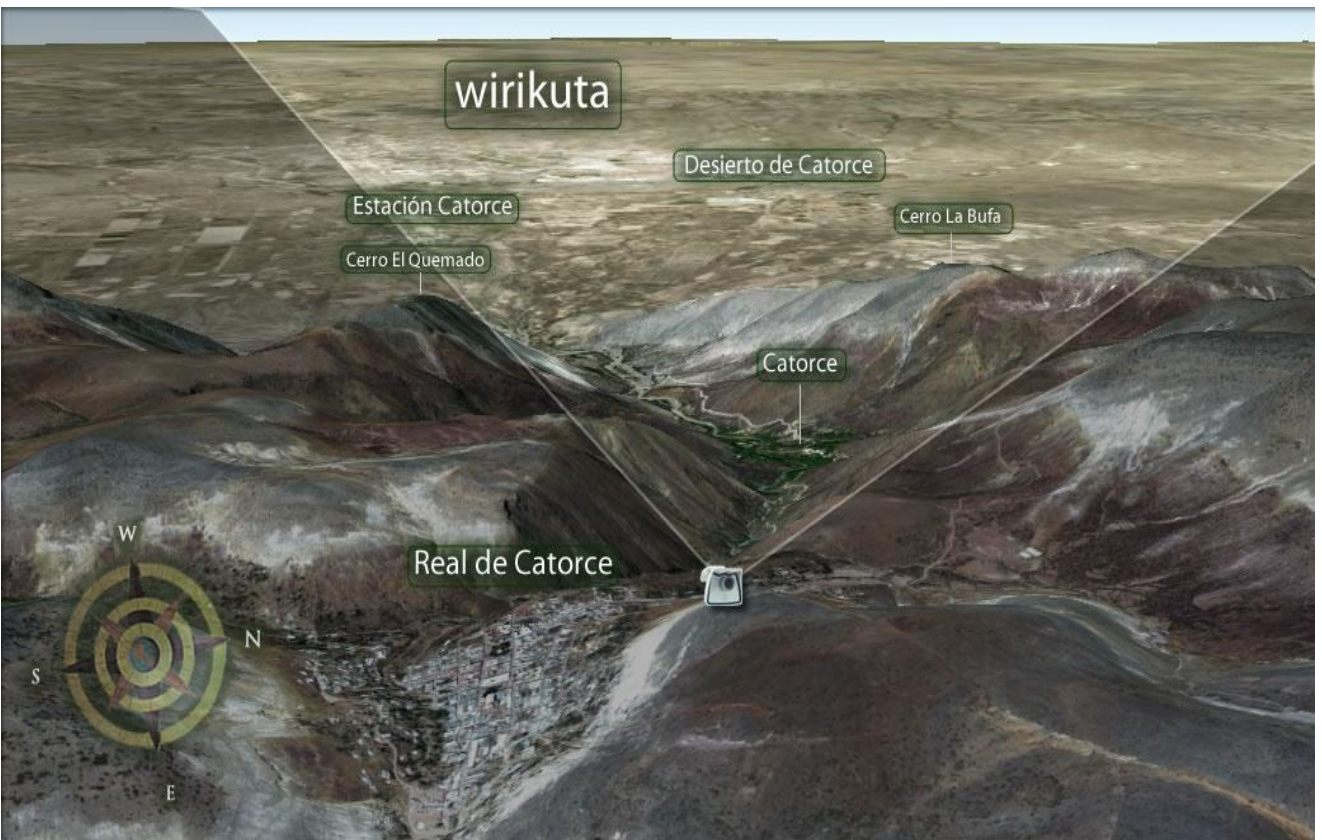 wirikuta
Desierto de Catorce
Estación Catorce
Cerro La Bufa
Cerro El Quemado
Catorce
Real de Catorce
W
N
S
E